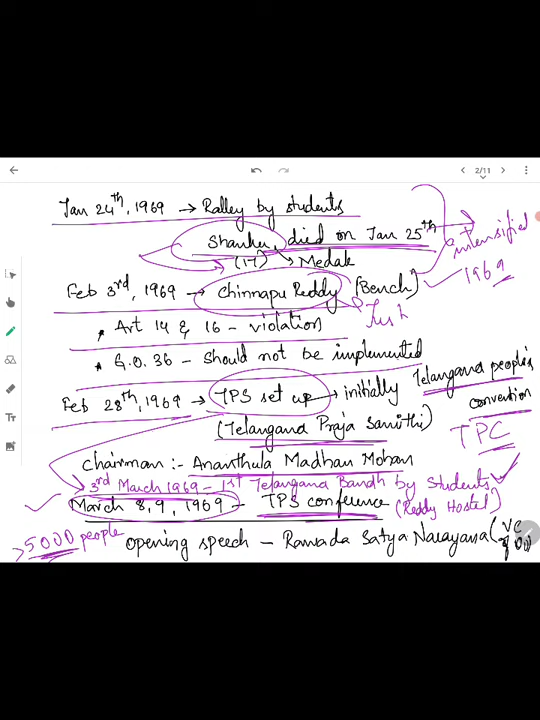 2/11
Jan 24th, 1969 → Ralley by students
Shanku, died on Jan 25th
intensified
(17) Medak
1969
Feb 3rd, 1969 → Chinnapu Reddy (Bench)
Art 14 & 16 - violation
G.O. 36 - Should not be implemented
Feb 28th, 1969 → TPS set up → initially
Telangana people's
convention
(Telangana Praja Samithi)
TPC
Chairman :- Ananthula Madhan Mohan
3rd March 1969 - 1st Telangana Bandh by Students
March 8, 9, 1969 - TPS conference (Reddy Hostel)
>5000 people
opening speech - Ravada Satya Narayana (VC